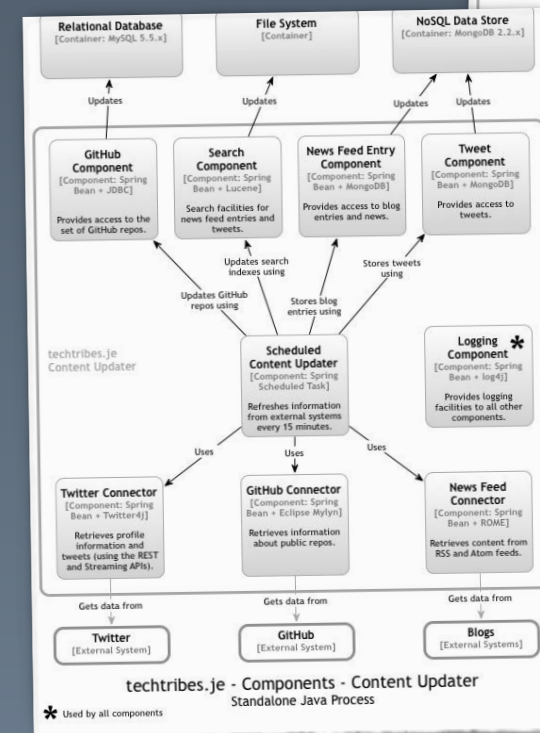 Relational Database
[Container: MySQL 5.5.x]
File System
[Container]
NoSQL Data Store
[Container: MongoDB 2.2.x]
Updates
Updates
Updates
Updates
GitHub
Component
[Component: Spring
Bean + JDBC]
Provides access to the
set of GitHub repos.
Search
Component
[Component: Spring
Bean + Lucene]
Search facilities for
news feed entries and
tweets.
News Feed Entry
Component
[Component: Spring
Bean + MongoDB]
Provides access to blog
entries and news.
Tweet
Component
[Component: Spring
Bean + MongoDB]
Provides access to
tweets.
Updates GitHub
repos using
Updates search
indexes using
Stores blog
entries using
Stores tweets
using
techtribes.je
Content Updater
Scheduled
Content Updater
[Component: Spring
Scheduled Task]
Refreshes information
from external systems
every 15 minutes.
Logging
Component
*
[Component: Spring
Bean + log4j]
Provides logging
facilities to all other
components.
Uses
Uses
Uses
Twitter Connector
[Component: Spring
Bean + Twitter4j]
Retrieves profile
information and
tweets (using the REST
and Streaming APIs).
GitHub Connector
[Component: Spring
Bean + Eclipse Mylyn]
Retrieves information
about public repos.
News Feed
Connector
[Component: Spring
Bean + ROME]
Retrieves content from
RSS and Atom feeds.
Gets data from
Gets data from
Gets data from
Twitter
[External System]
GitHub
[External System]
Blogs
[External Systems]
techtribes.je - Components - Content Updater
Standalone Java Process
* Used by all components